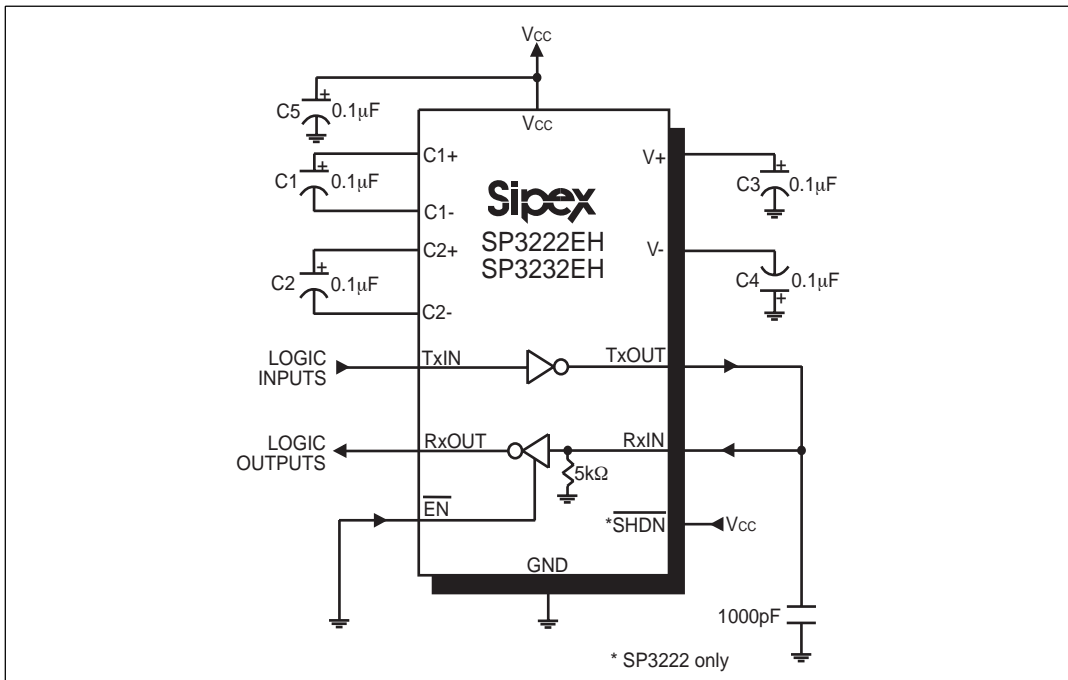 VCC
C5
+
0.1µF
VCC
C1+
C1
+
0.1µF
C1-
C2+
C2
+
0.1µF
C2-
Sipex
SP3222EH
SP3232EH
V+
C3
+
0.1µF
V-
C4
0.1µF
+
LOGIC
INPUTS
TxIN
TxOUT
LOGIC
OUTPUTS
RxOUT
RxIN
5kΩ
EN
*SHDN
VCC
GND
1000pF
* SP3222 only